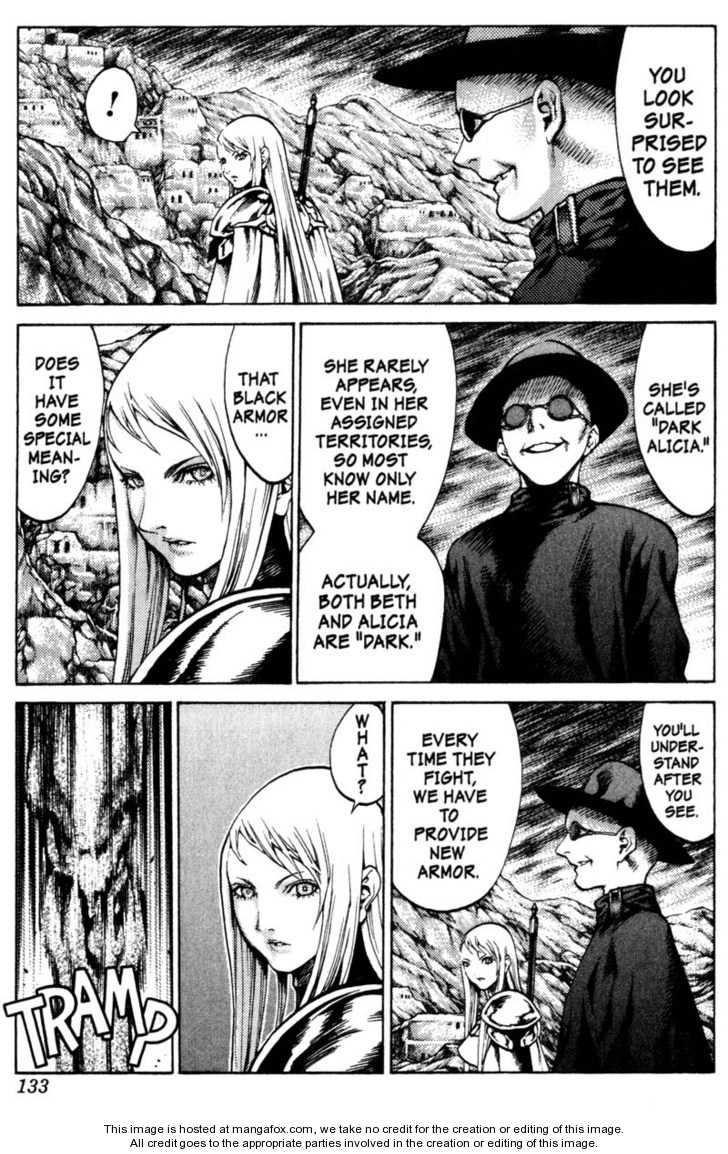 YOU
LOOK
SUR-
PRISED
TO SEE
THEM.
!
SHE'S
CALLED
"DARK
ALICIA."
SHE RARELY
APPEARS,
EVEN IN HER
ASSIGNED
TERRITORIES,
SO MOST
KNOW ONLY
HER NAME.
ACTUALLY,
BOTH BETH
AND ALICIA
ARE "DARK."
THAT
BLACK
ARMOR
...
DOES
IT
HAVE
SOME
SPECIAL
MEAN-
ING?
YOU'LL
UNDER-
STAND
AFTER
YOU
SEE.
EVERY
TIME THEY
FIGHT,
WE HAVE
TO
PROVIDE
NEW
ARMOR.
WHAT?
TRAMP
133
This image is hosted at mangafox.com, we take no credit for the creation or editing of this image.
All credit goes to the appropriate parties involved in the creation or editing of this image.